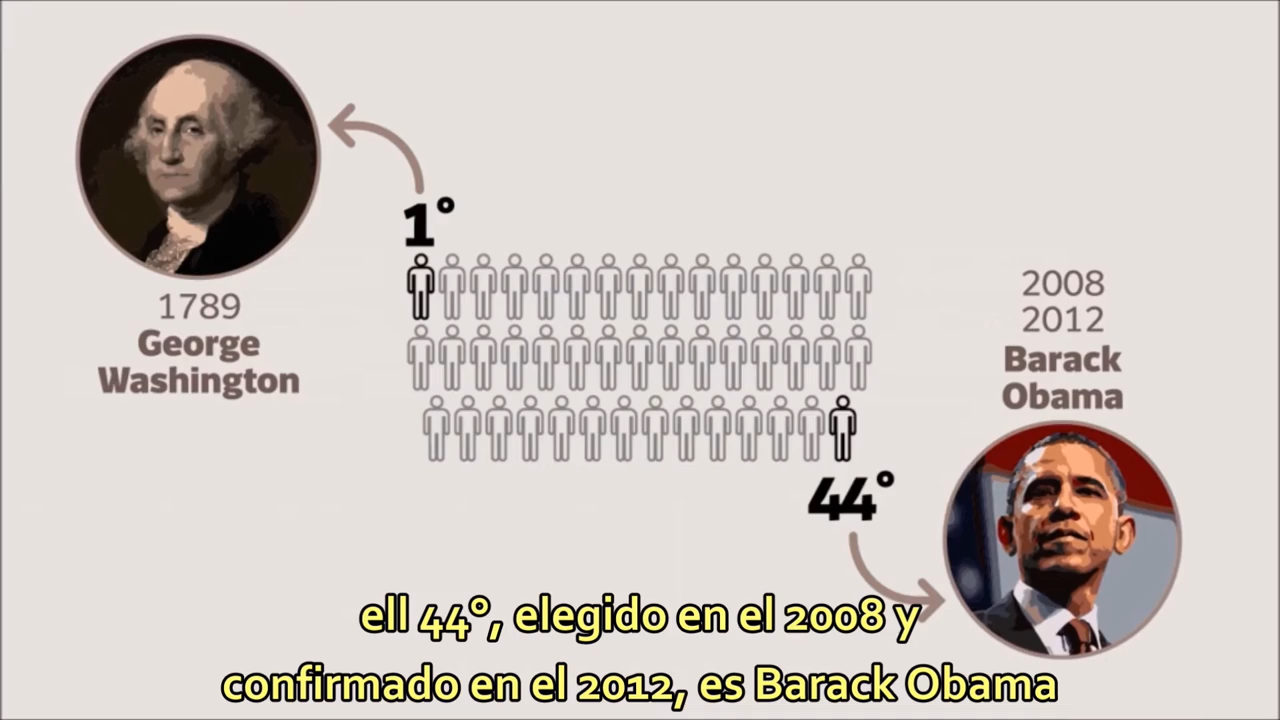 1°
1789
George
Washington
2008
2012
Barack
Obama
44°
ell 44º, elegido en el 2008 y
confirmado en el 2012, es Barack Obama